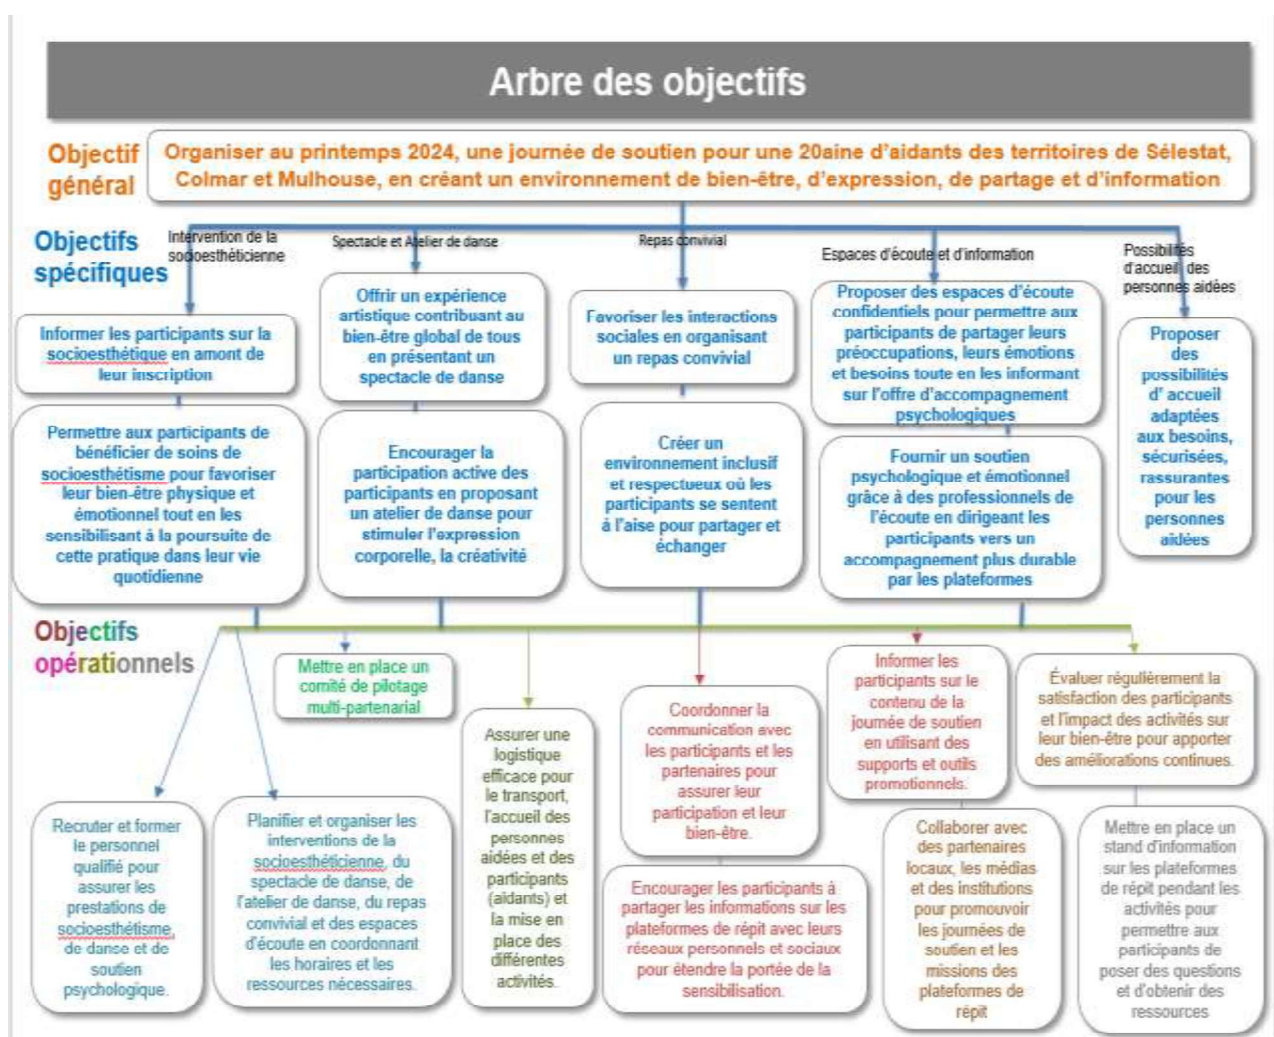 Arbre des objectifs
Objectif
général
Organiser au printemps 2024, une journée de soutien pour une 20aine d'aidants des territoires de Sélestat,
Colmar et Mulhouse, en créant un environnement de bien-être, d'expression, de partage et d'information
Objectifs
spécifiques
Intervention de la
socioesthéticienne
Spectacle et Atelier de danse
Repas convivial
Espaces d'écoute et d'information
Possibilités
d'accueil des
personnes aidées
Informer les participants sur la
socioesthétique en amont de
leur inscription
Offrir un expérience
artistique contribuant au
bien-être global de tous
en présentant un
spectacle de danse
Favoriser les interactions
sociales en organisant
un repas convivial
Proposer des espaces d'écoute
confidentiels pour permettre aux
participants de partager leurs
préoccupations, leurs émotions
et besoins toute en les informant
sur l'offre d'accompagnement
psychologiques
Proposer
des
possibilités
d' accueil
adaptées
aux besoins,
sécurisées,
rassurantes
pour les
personnes
aidées
Permettre aux participants de
bénéficier de soins de
socioesthétisme pour favoriser
leur bien-être physique et
émotionnel tout en les
sensibilisant à la poursuite de
cette pratique dans leur vie
quotidienne
Encourager la
participation active des
participants en proposant
un atelier de danse pour
stimuler l'expression
corporelle, la créativité
Créer un
environnement inclusif
et respectueux où les
participants se sentent
à l'aise pour partager et
échanger
Fournir un soutien
psychologique et émotionnel
grâce à des professionnels de
l'écoute en dirigeant les
participants vers un
accompagnement plus durable
par les plateformes
Objectifs
opérationnels
Mettre en place un
comité de pilotage
multi-partenarial
Recruter et former
le personnel
qualifié pour
assurer les
prestations de
socioesthétisme,
de danse et de
soutien
psychologique.
Planifier et organiser les
interventions de la
socioesthéticienne, du
spectacle de danse, de
l'atelier de danse, du repas
convivial et des espaces
d'écoute en coordonnant
les horaires et les
ressources nécessaires.
Assurer une
logistique
efficace pour
le transport,
l'accueil des
personnes
aidées et des
participants
(aidants) et
la mise en
place des
différentes
activités.
Coordonner la
communication avec
les participants et les
partenaires pour
assurer leur
participation et leur
bien-être.
Encourager les participants à
partager les informations sur les
plateformes de répit avec leurs
réseaux personnels et sociaux
pour étendre la portée de la
sensibilisation.
Informer les
participants sur le
contenu de la
journée de soutien
en utilisant des
supports et outils
promotionnels.
Collaborer avec
des partenaires
locaux, les médias
et des institutions
pour promouvoir
les journées de
soutien et les
missions des
plateformes de
répit
Évaluer régulièrement la
satisfaction des participants
et l'impact des activités sur
leur bien-être pour apporter
des améliorations continues.
Mettre en place un
stand d'information
sur les plateformes
de répit pendant les
activités pour
permettre aux
participants de
poser des questions
et d'obtenir des
ressources